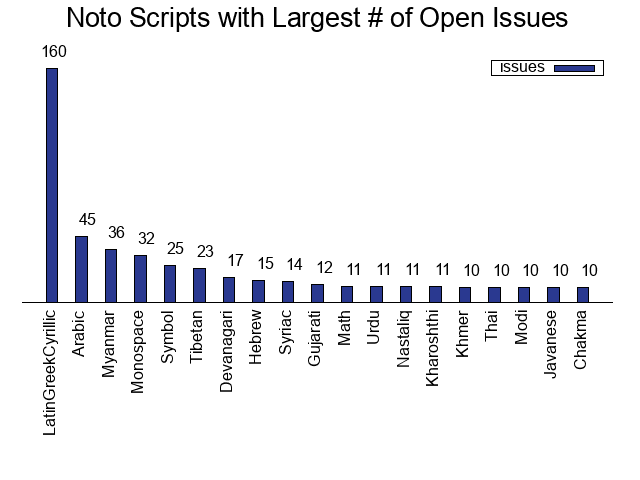 Noto Scripts with Largest # of Open Issues
issues
160
45
36
32
25
23
17
15
14
12
11
11
11
11
10
10
10
10
10
LatinGreekCyrillic
Arabic
Myanmar
Monospace
Symbol
Tibetan
Devanagari
Hebrew
Syriac
Gujarati
Math
Urdu
Nastaliq
Kharoshthi
Khmer
Thai
Modi
Javanese
Chakma